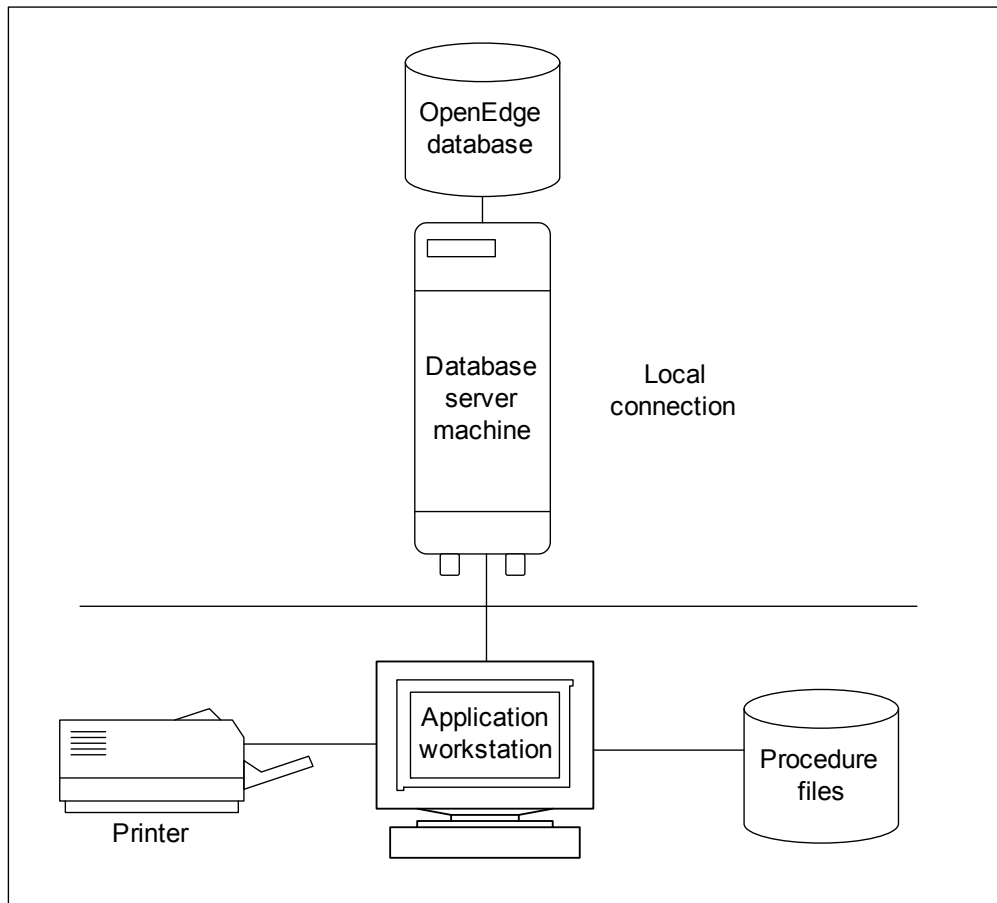 OpenEdge
database
Database
server
machine
Local
connection
Application
workstation
Procedure
files
Printer